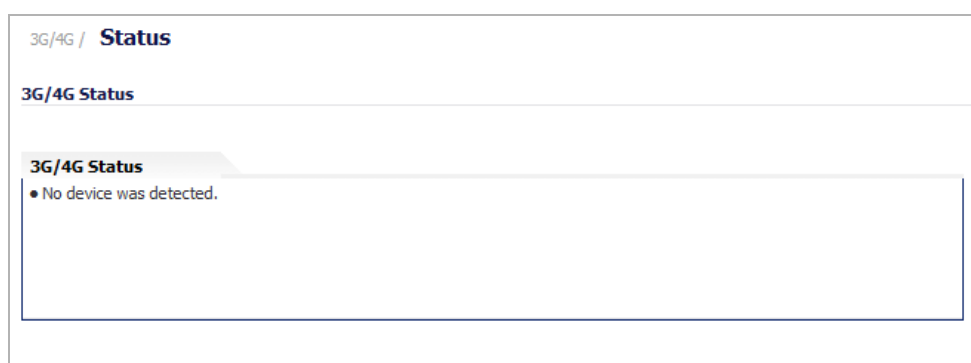 3G/4G / Status
3G/4G Status
3G/4G Status
• No device was detected.